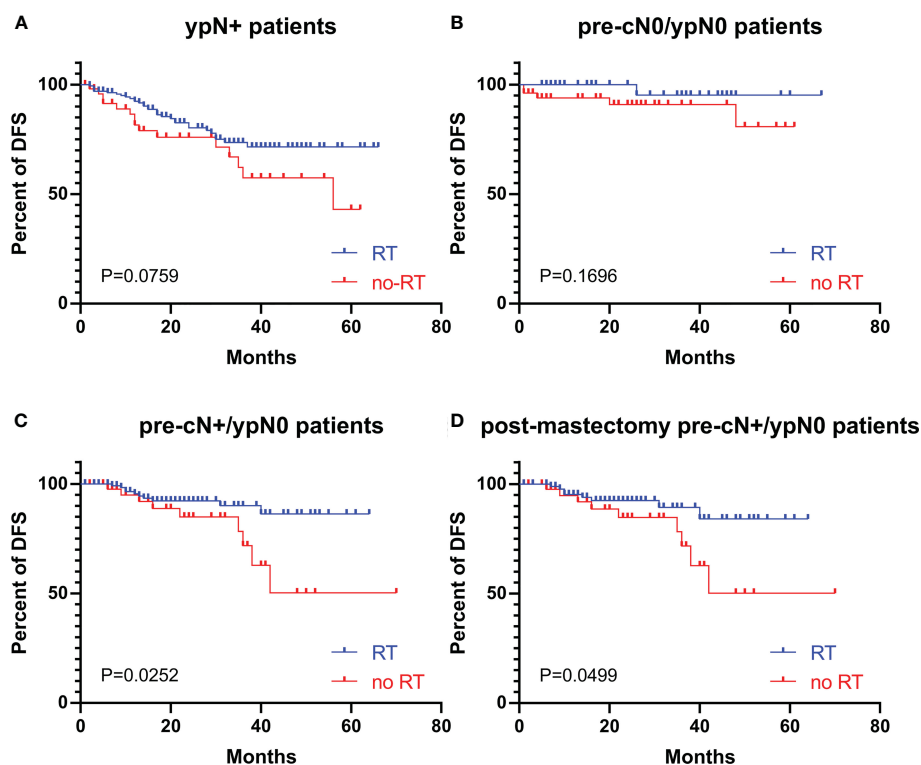 A
ypN+ patients
Percent of DFS
100
50
0
P=0.0759
RT
no-RT
0 20 40 60 80
Months
B
pre-cN0/ypN0 patients
Percent of DFS
100
50
0
P=0.1696
RT
no RT
0 20 40 60 80
Months
C
pre-cN+/ypN0 patients
Percent of DFS
100
50
0
P=0.0252
RT
no RT
0 20 40 60 80
Months
D
post-mastectomy pre-cN+/ypN0 patients
Percent of DFS
100
50
0
P=0.0499
RT
no RT
0 20 40 60 80
Months